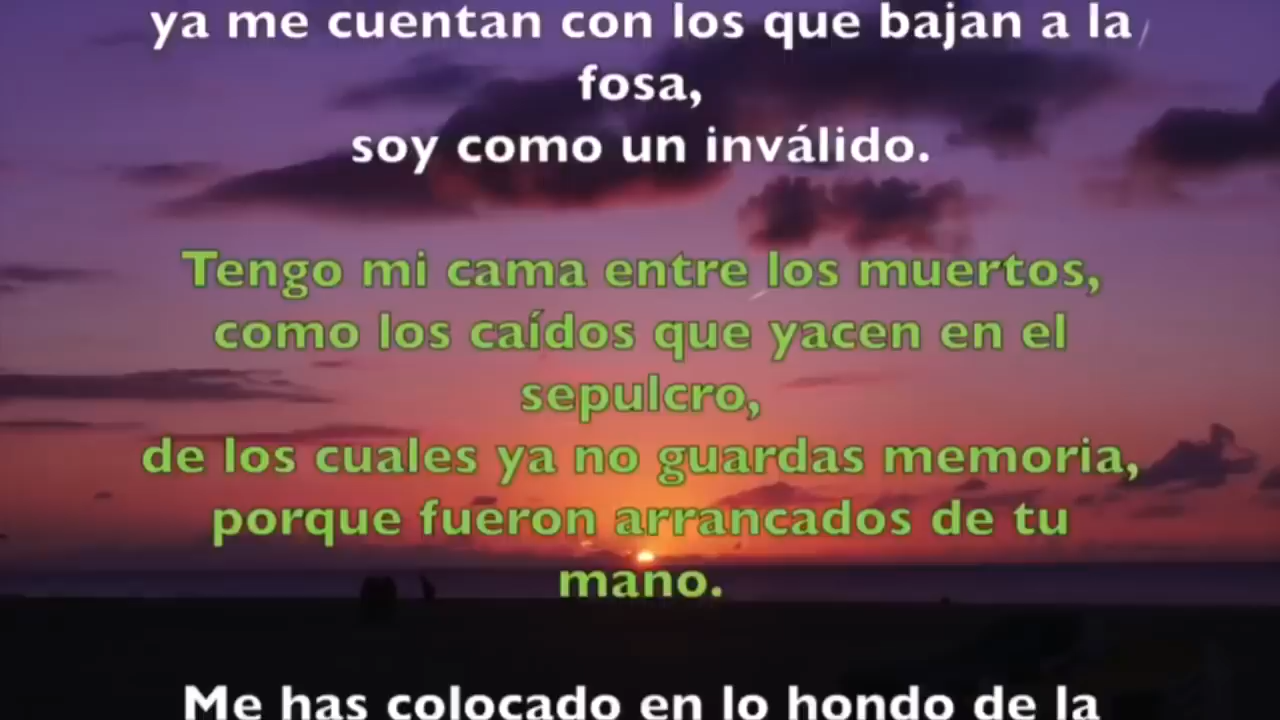 ya me cuentan con los que bajan a la
fosa,
soy como un inválido.
Tengo mi cama entre los muertos,
como los caídos que yacen en el
sepulcro,
de los cuales ya no guardas memoria,
porque fueron arrancados de tu
mano.
Me has colocado en lo hondo de la